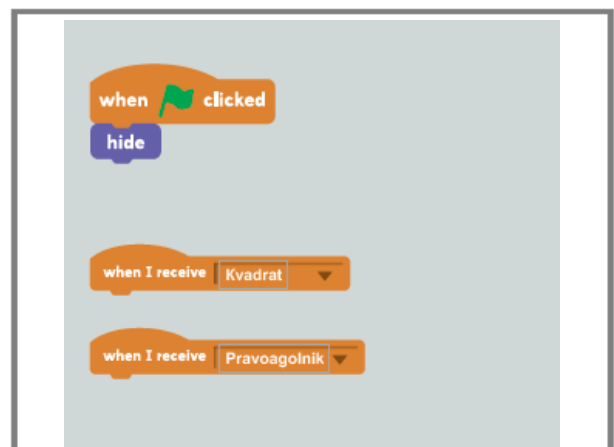 when clicked
hide
when I receive Kvadrat
when I receive Pravoagolnik